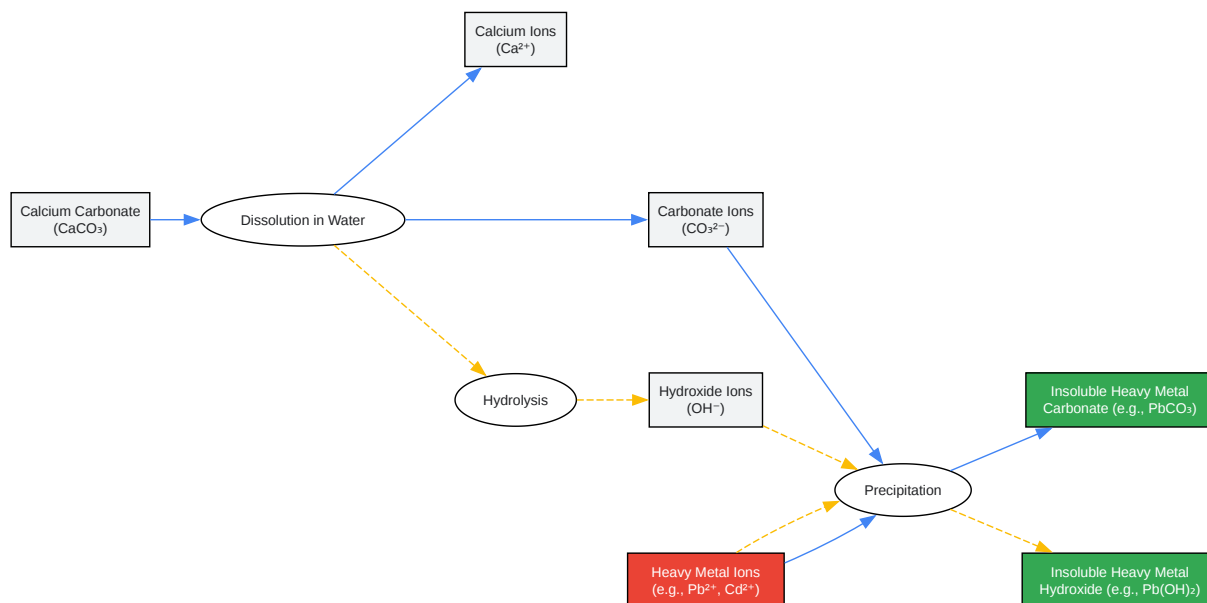 Calcium Ions
(Ca²⁺)
Calcium Carbonate
(CaCO₃)
Dissolution in Water
Carbonate Ions
(CO₃²⁻)
Hydrolysis
Hydroxide Ions
(OH⁻)
Insoluble Heavy Metal
Carbonate (e.g., PbCO₃)
Precipitation
Heavy Metal Ions
(e.g., Pb²⁺, Cd²⁺)
Insoluble Heavy Metal
Hydroxide (e.g., Pb(OH)₂)